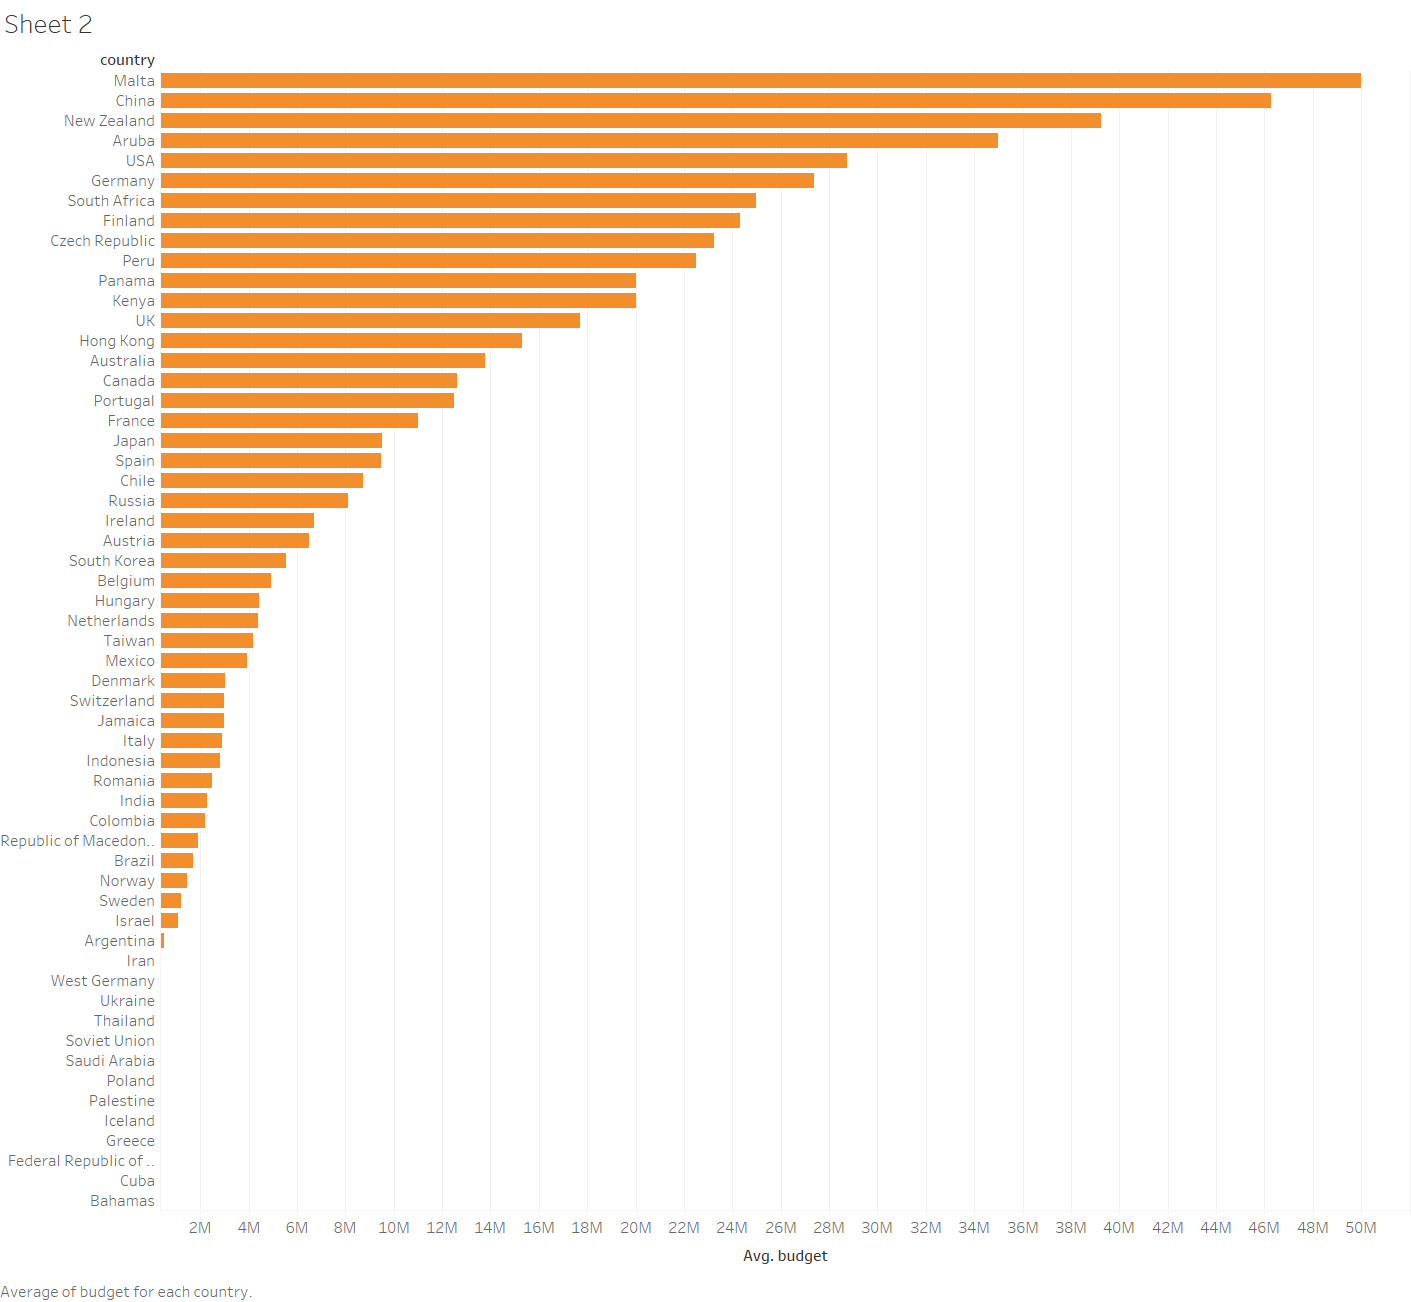 Sheet 2
country
Malta
China
New Zealand
Aruba
USA
Germany
South Africa
Finland
Czech Republic
Peru
Panama
Kenya
UK
Hong Kong
Australia
Canada
Portugal
France
Japan
Spain
Chile
Russia
Ireland
Austria
South Korea
Belgium
Hungary
Netherlands
Taiwan
Mexico
Denmark
Switzerland
Jamaica
Italy
Indonesia
Romania
India
Colombia
Republic of Macedon..
Brazil
Norway
Sweden
Israel
Argentina
Iran
West Germany
Ukraine
Thailand
Soviet Union
Saudi Arabia
Poland
Palestine
Iceland
Greece
Federal Republic of ..
Cuba
Bahamas
2M 4M 6M 8M 10M 12M 14M 16M 18M 20M 22M 24M 26M 28M 30M 32M 34M 36M 38M 40M 42M 44M 46M 48M 50M
Avg. budget
Average of budget for each country.